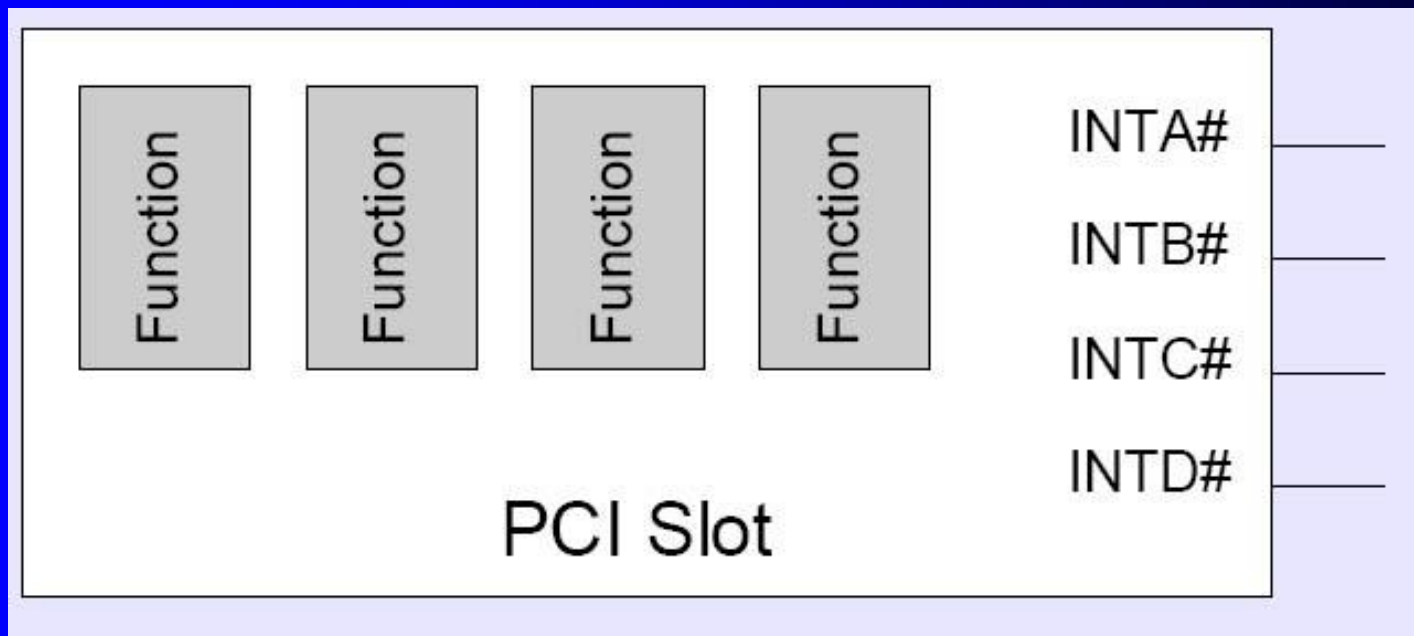 Function
Function
Function
Function
INTA#
INTB#
INTC#
INTD#
PCI Slot